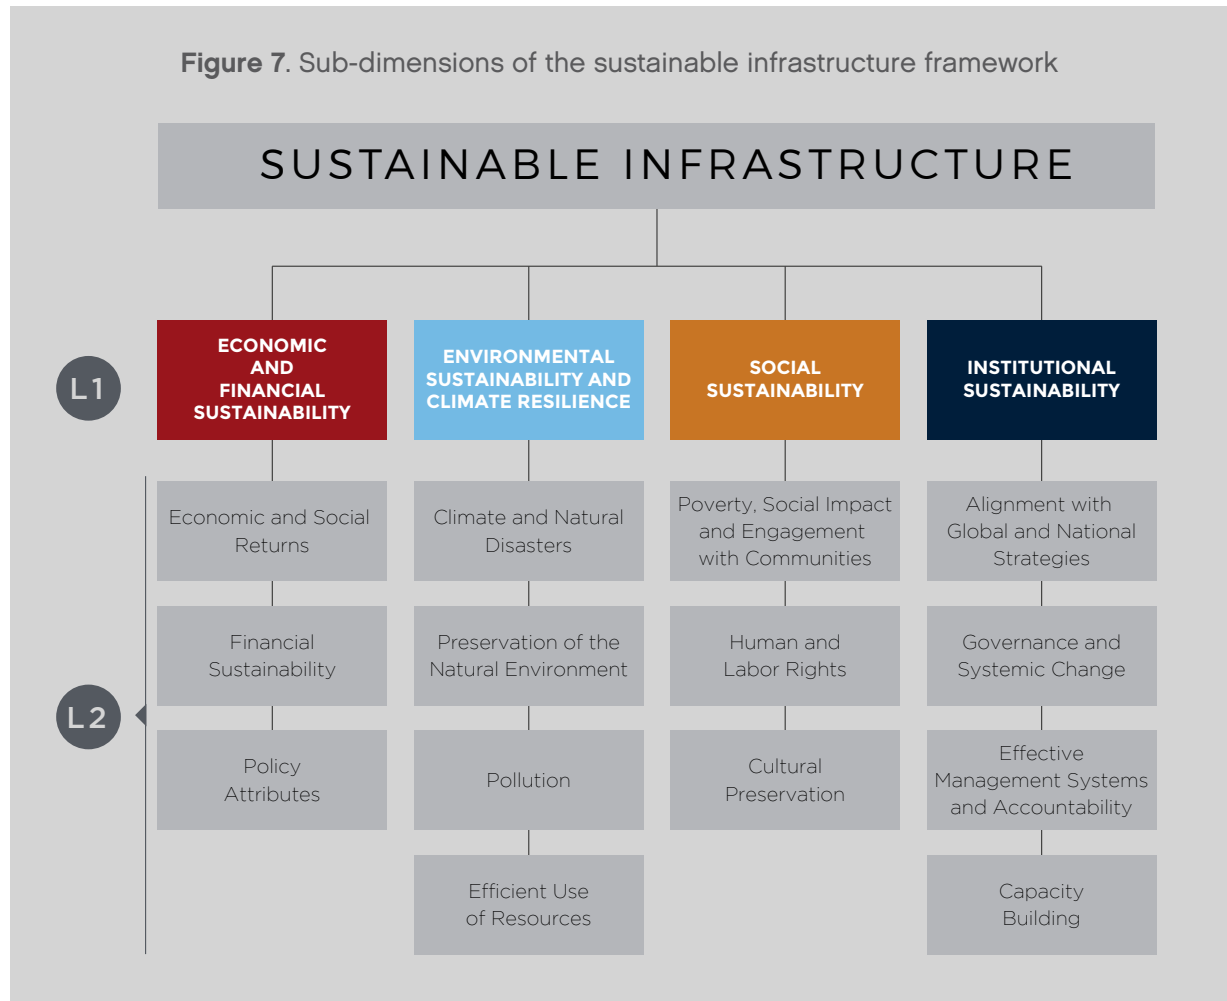 Figure 7. Sub-dimensions of the sustainable infrastructure framework
SUSTAINABLE INFRASTRUCTURE
L1
ECONOMIC
AND
FINANCIAL
SUSTAINABILITY
ENVIRONMENTAL
SUSTAINABILITY AND
CLIMATE RESILIENCE
SOCIAL
SUSTAINABILITY
INSTITUTIONAL
SUSTAINABILITY
L2
Economic and Social
Returns
Financial
Sustainability
Policy
Attributes
Climate and Natural
Disasters
Preservation of the
Natural Environment
Pollution
Efficient Use
of Resources
Poverty, Social Impact
and Engagement
with Communities
Human and
Labor Rights
Cultural
Preservation
Alignment with
Global and National
Strategies
Governance and
Systemic Change
Effective
Management Systems
and Accountability
Capacity
Building